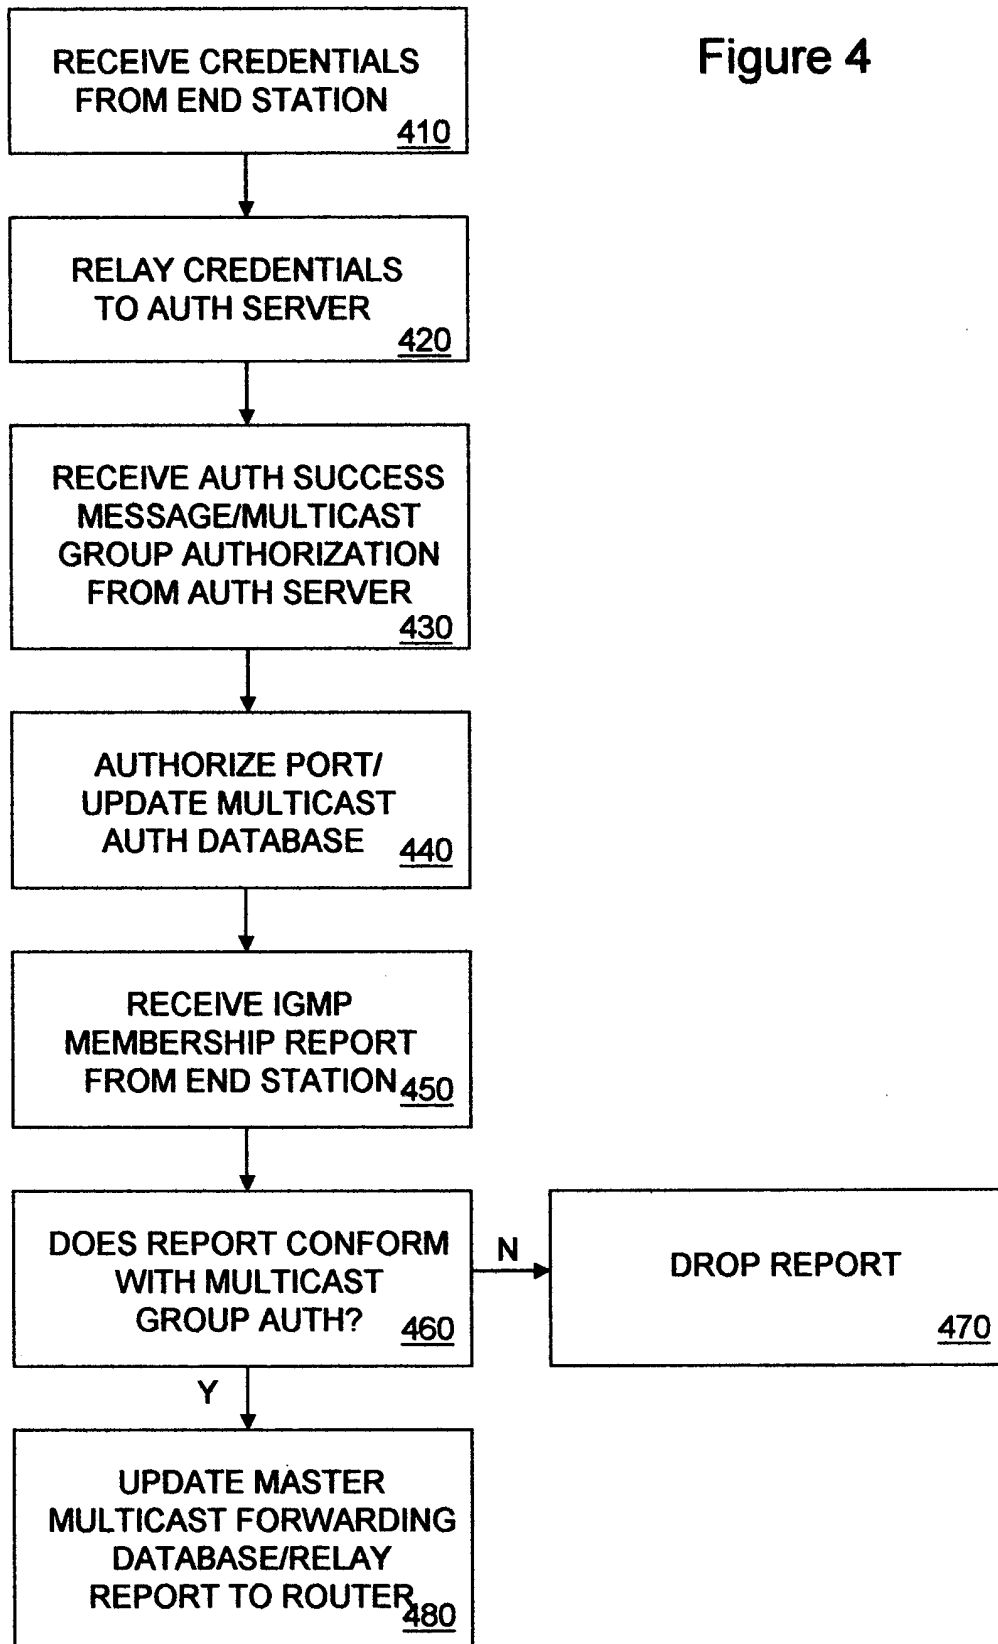 Figure 4
RECEIVE CREDENTIALS
FROM END STATION
410
RELAY CREDENTIALS
TO AUTH SERVER
420
RECEIVE AUTH SUCCESS
MESSAGE/MULTICAST
GROUP AUTHORIZATION
FROM AUTH SERVER
430
AUTHORIZE PORT/
UPDATE MULTICAST
AUTH DATABASE
440
RECEIVE IGMP
MEMBERSHIP REPORT
FROM END STATION
450
DOES REPORT CONFORM
WITH MULTICAST
GROUP AUTH?
460
N
DROP REPORT
470
Y
UPDATE MASTER
MULTICAST FORWARDING
DATABASE/RELAY
REPORT TO ROUTER
480